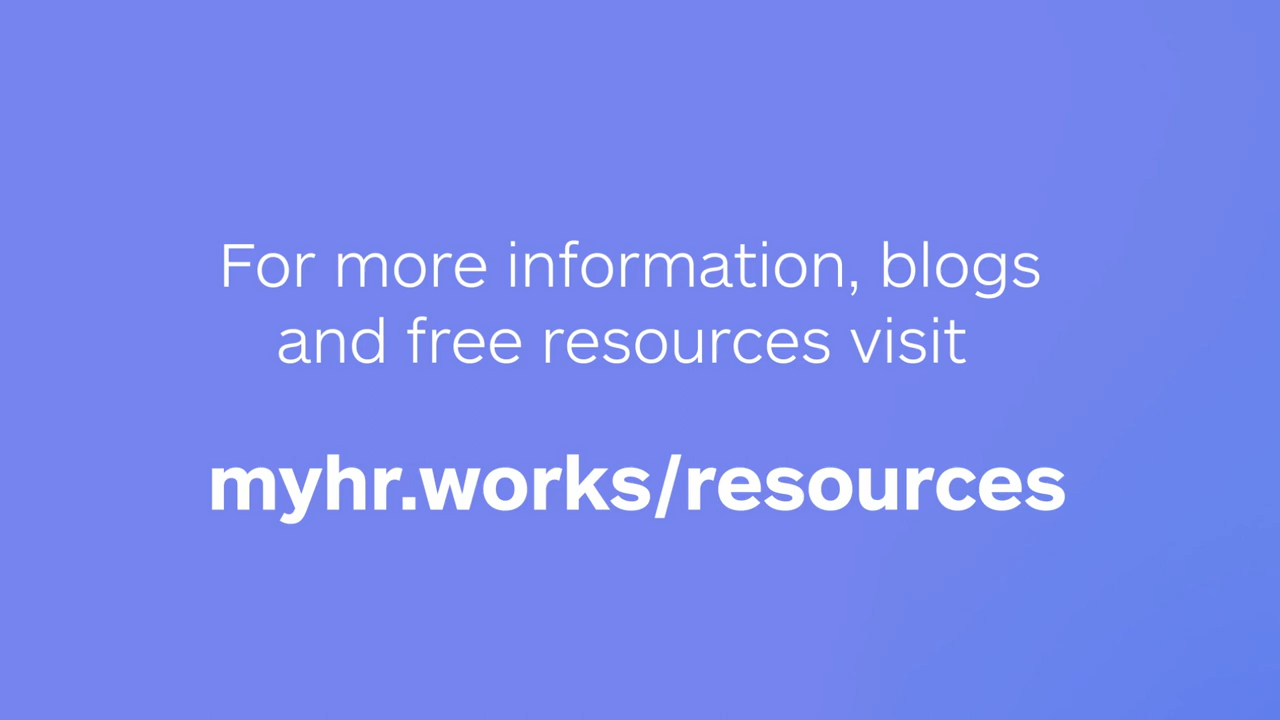 For more information, blogs
and free resources visit
myhr.works/resources